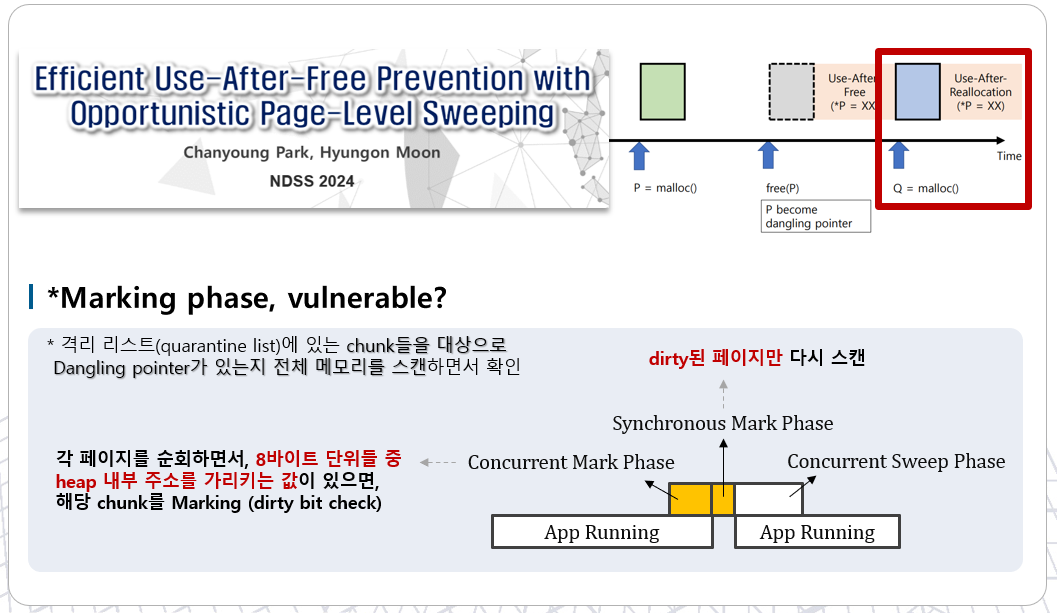 Efficient Use-After-Free Prevention with
Opportunistic Page-Level Sweeping
Chanyoung Park, Hyungon Moon
NDSS 2024
Use-After-
Free
(*P = XX
Use-After-
Reallocation
(*P = XX)
Time
P = malloc()
free(P)
Q = malloc()
P become
dangling pointer
*Marking phase, vulnerable?
* 격리 리스트(quarantine list)에 있는 chunk들을 대상으로
Dangling pointer가 있는지 전체 메모리를 스캔하면서 확인
dirty된 페이지만 다시 스캔
Synchronous Mark Phase
각 페이지를 순회하면서, 8바이트 단위들 중
heap 내부 주소를 가리키는 값이 있으면,
해당 chunk를 Marking (dirty bit check)
Concurrent Mark Phase
Concurrent Sweep Phase
App Running
App Running